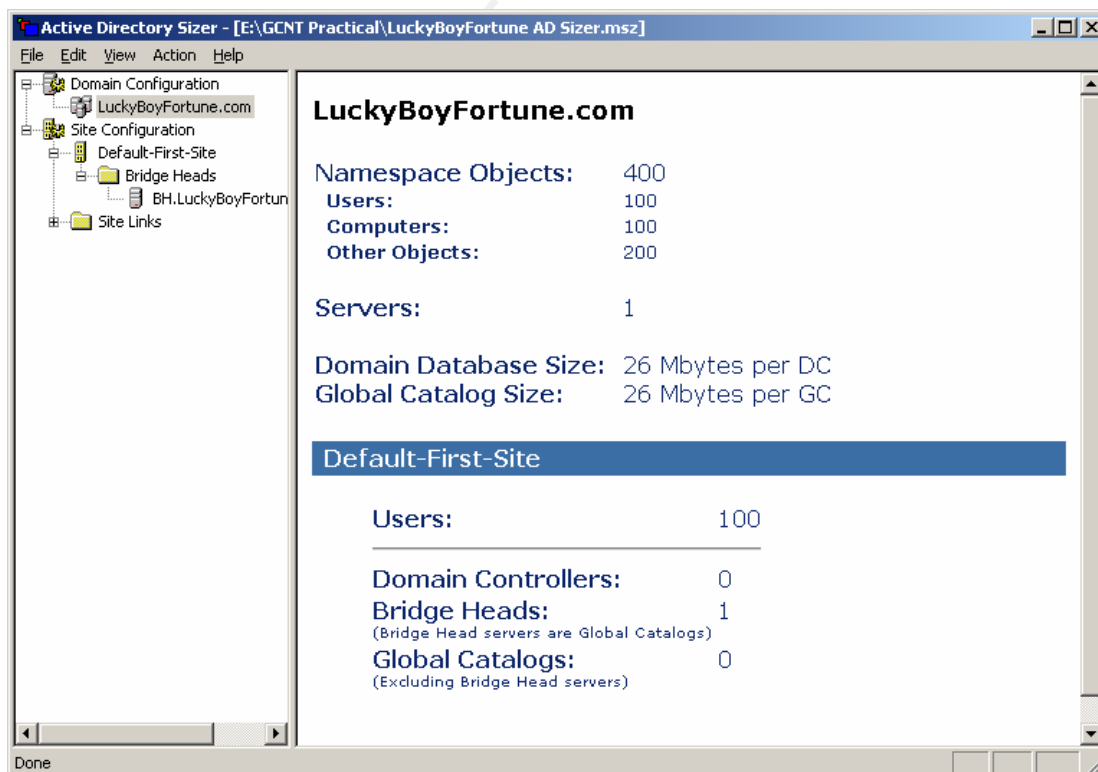 Active Directory Sizer - [E:\GCNT Practical\LuckyBoyFortune AD Sizer.msz]
File Edit View Action Help
Domain Configuration
LuckyBoyFortune.com
Site Configuration
Default-First-Site
Bridge Heads
BH.LuckyBoyFortun
Site Links
LuckyBoyFortune.com
Namespace Objects: 400
Users: 100
Computers: 100
Other Objects: 200
Servers: 1
Domain Database Size: 26 Mbytes per DC
Global Catalog Size: 26 Mbytes per GC
Default-First-Site
Users: 100
Domain Controllers: 0
Bridge Heads: 1
(Bridge Head servers are Global Catalogs)
Global Catalogs: 0
(Excluding Bridge Head servers)
Done